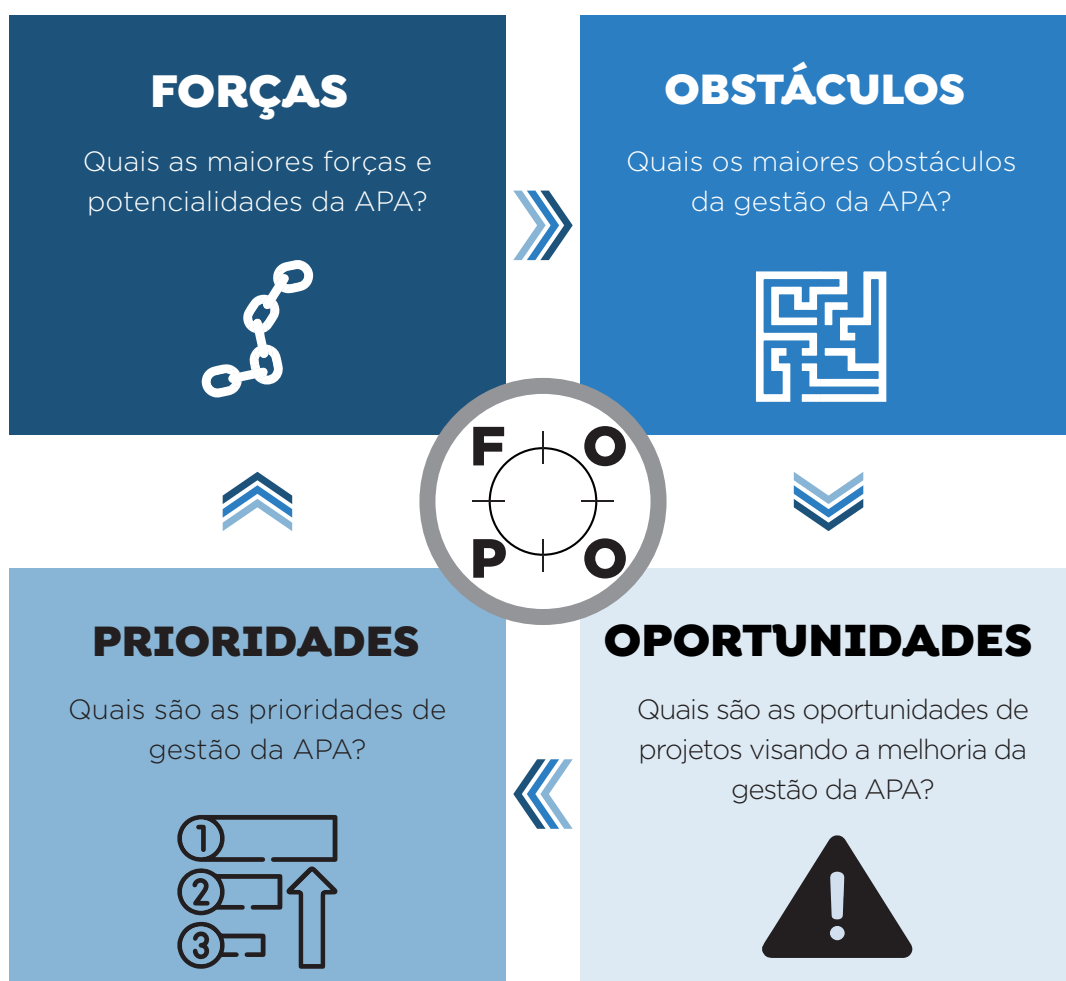 FORÇAS
Quais as maiores forças e
potencialidades da APA?
OBSTÁCULOS
Quais os maiores obstáculos
da gestão da APA?
F O
P O
PRIORIDADES
Quais são as prioridades de
gestão da APA?
1
2
3
OPORTUNIDADES
Quais são as oportunidades de
projetos visando a melhoria da
gestão da APA?
!